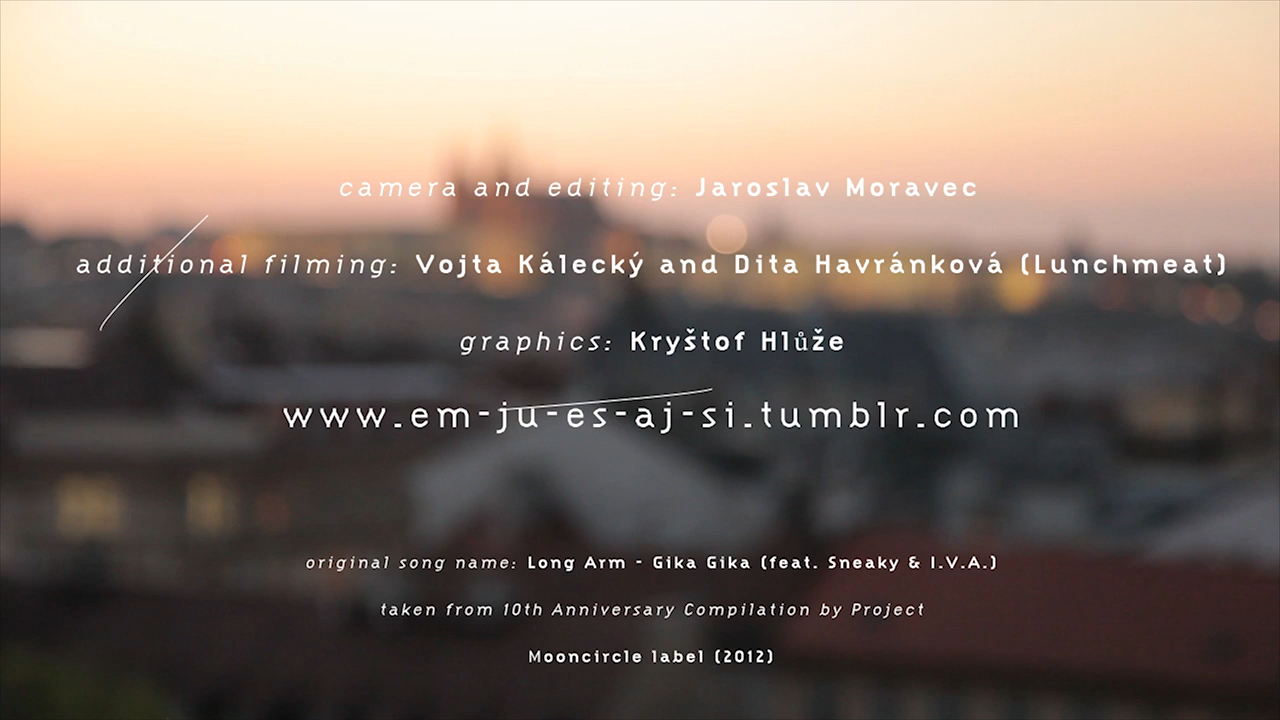 camera and editing: Jaroslav Moravec
additional filming: Vojta Kálecký and Dita Havránková (Lunchmeat)
graphics: Kryštof Hlůže
www.em-ju-es-aj-si.tumblr.com
original song name: Long Arm - Gika Gika (feat. Sneaky & I.V.A.)
taken from 10th Anniversary Compilation by Project
Mooncircle label (2012)